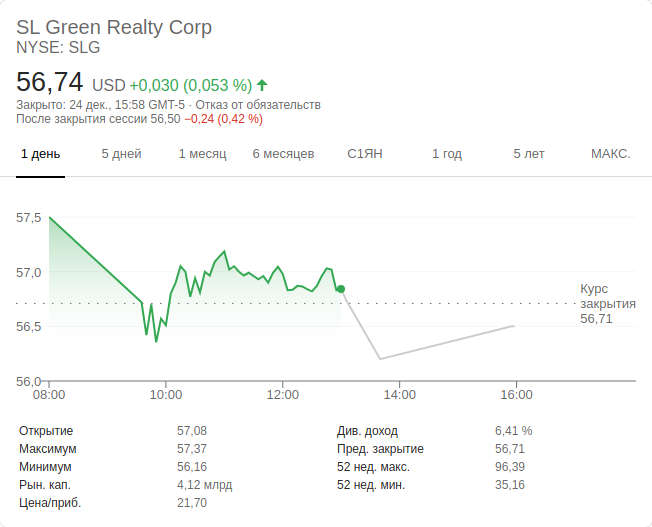 SL Green Realty Corp
NYSE: SLG
56,74 USD +0,030 (0,053 %)
Закрыто: 24 дек., 15:58 GMT-5 · Отказ от обязательств
После закрытия сессии 56,50 −0,24 (0,42 %)
1 день 5 дней 1 месяц 6 месяцев С1ЯН 1 год 5 лет МАКС.
57,5
57,0
Курс
закрытия
56,71
56,5
56,0
08:00 10:00 12:00 14:00 16:00
Открытие 57,08 Див. доход 6,41 %
Максимум 57,37 Пред. закрытие 56,71
Минимум 56,16 52 нед. макс. 96,39
Рын. кап. 4,12 млрд 52 нед. мин. 35,16
Цена/приб. 21,70